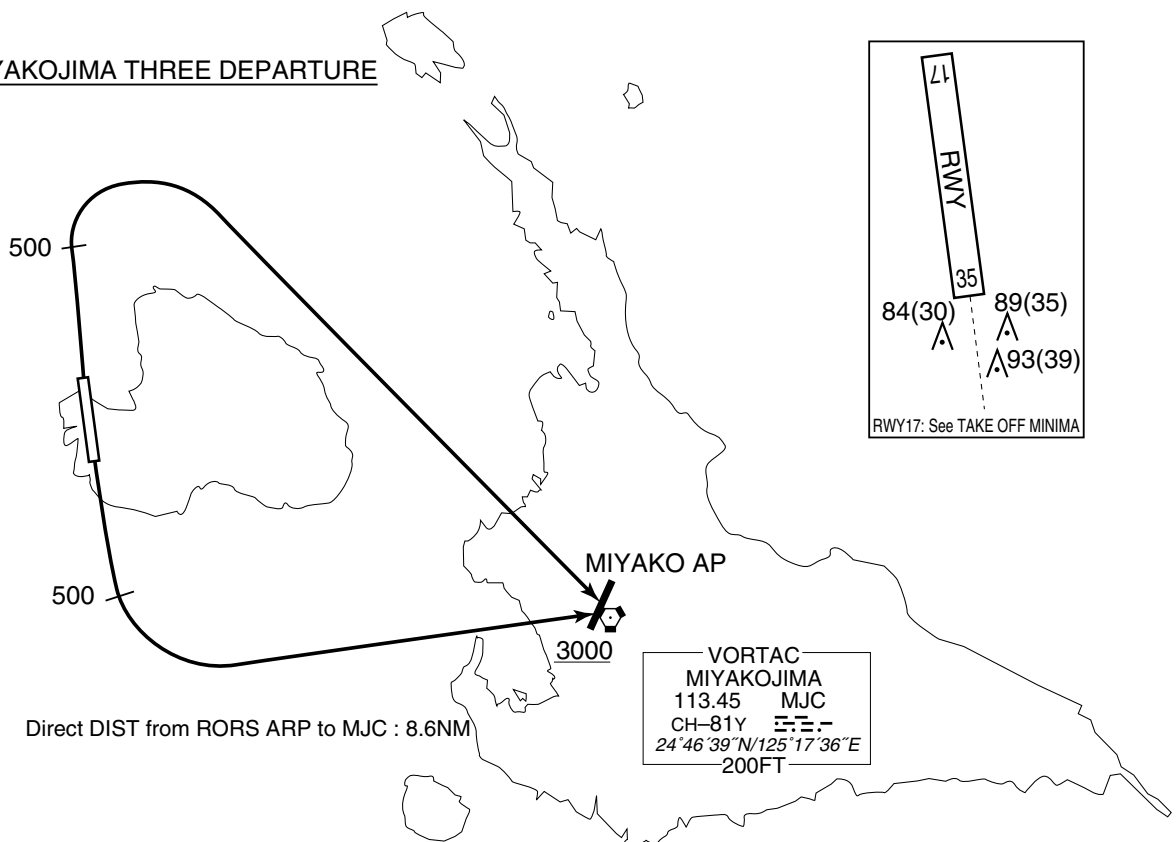 YAKOJIMA THREE DEPARTURE
17
RWY
35
84(30)
89(35)
93(39)
RWY17: See TAKE OFF MINIMA
500
500
MIYAKO AP
3000
VORTAC
MIYAKOJIMA
113.45 MJC
CH–81Y
24°46´39˝N/125°17´36˝E
200FT
Direct DIST from RORS ARP to MJC : 8.6NM